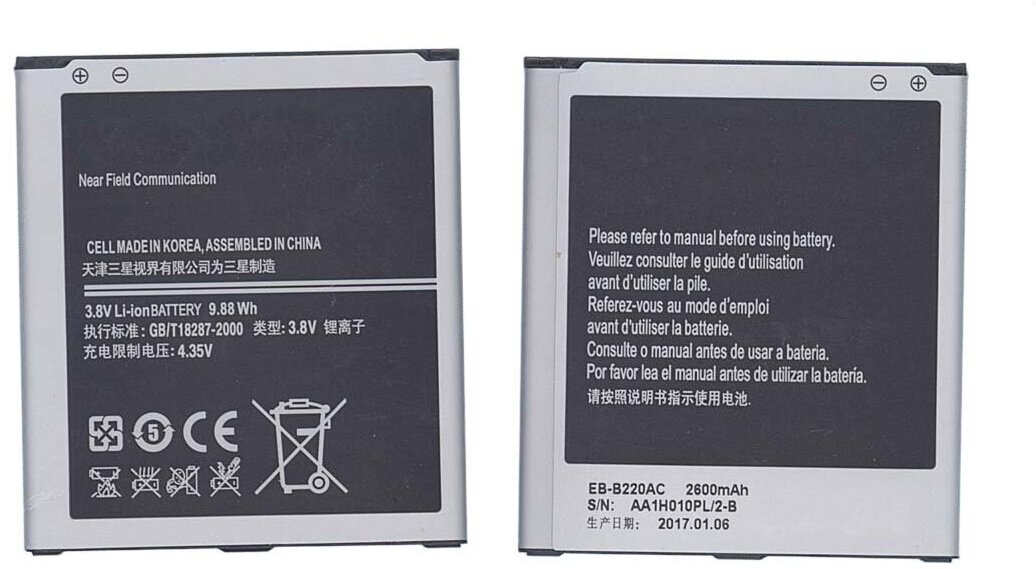 Near Field Communication
CELL MADE IN KOREA, ASSEMBLED IN CHINA
天津三星视界有限公司为三星制造
3.8V Li-ion BATTERY 9.88 Wh
执行标准: GB/T18287-2000 类型: 3.8V 锂离子
充电限制电压: 4.35V
5 CE
Please refer to manual before using battery.
Veuillez consulter le guide d'utilisation
avant d'utiliser la pile.
Referez-vous au mode d'emploi
avant d'utiliser la batterie.
Consulte o manual antes de usar a bateria.
Por favor lea el manual antes de utilizar la batería.
请按照说明书指示使用电池.
EB-B220AC 2600mAh
S/N: AA1H010PL/2-B
生产日期: 2017.01.06